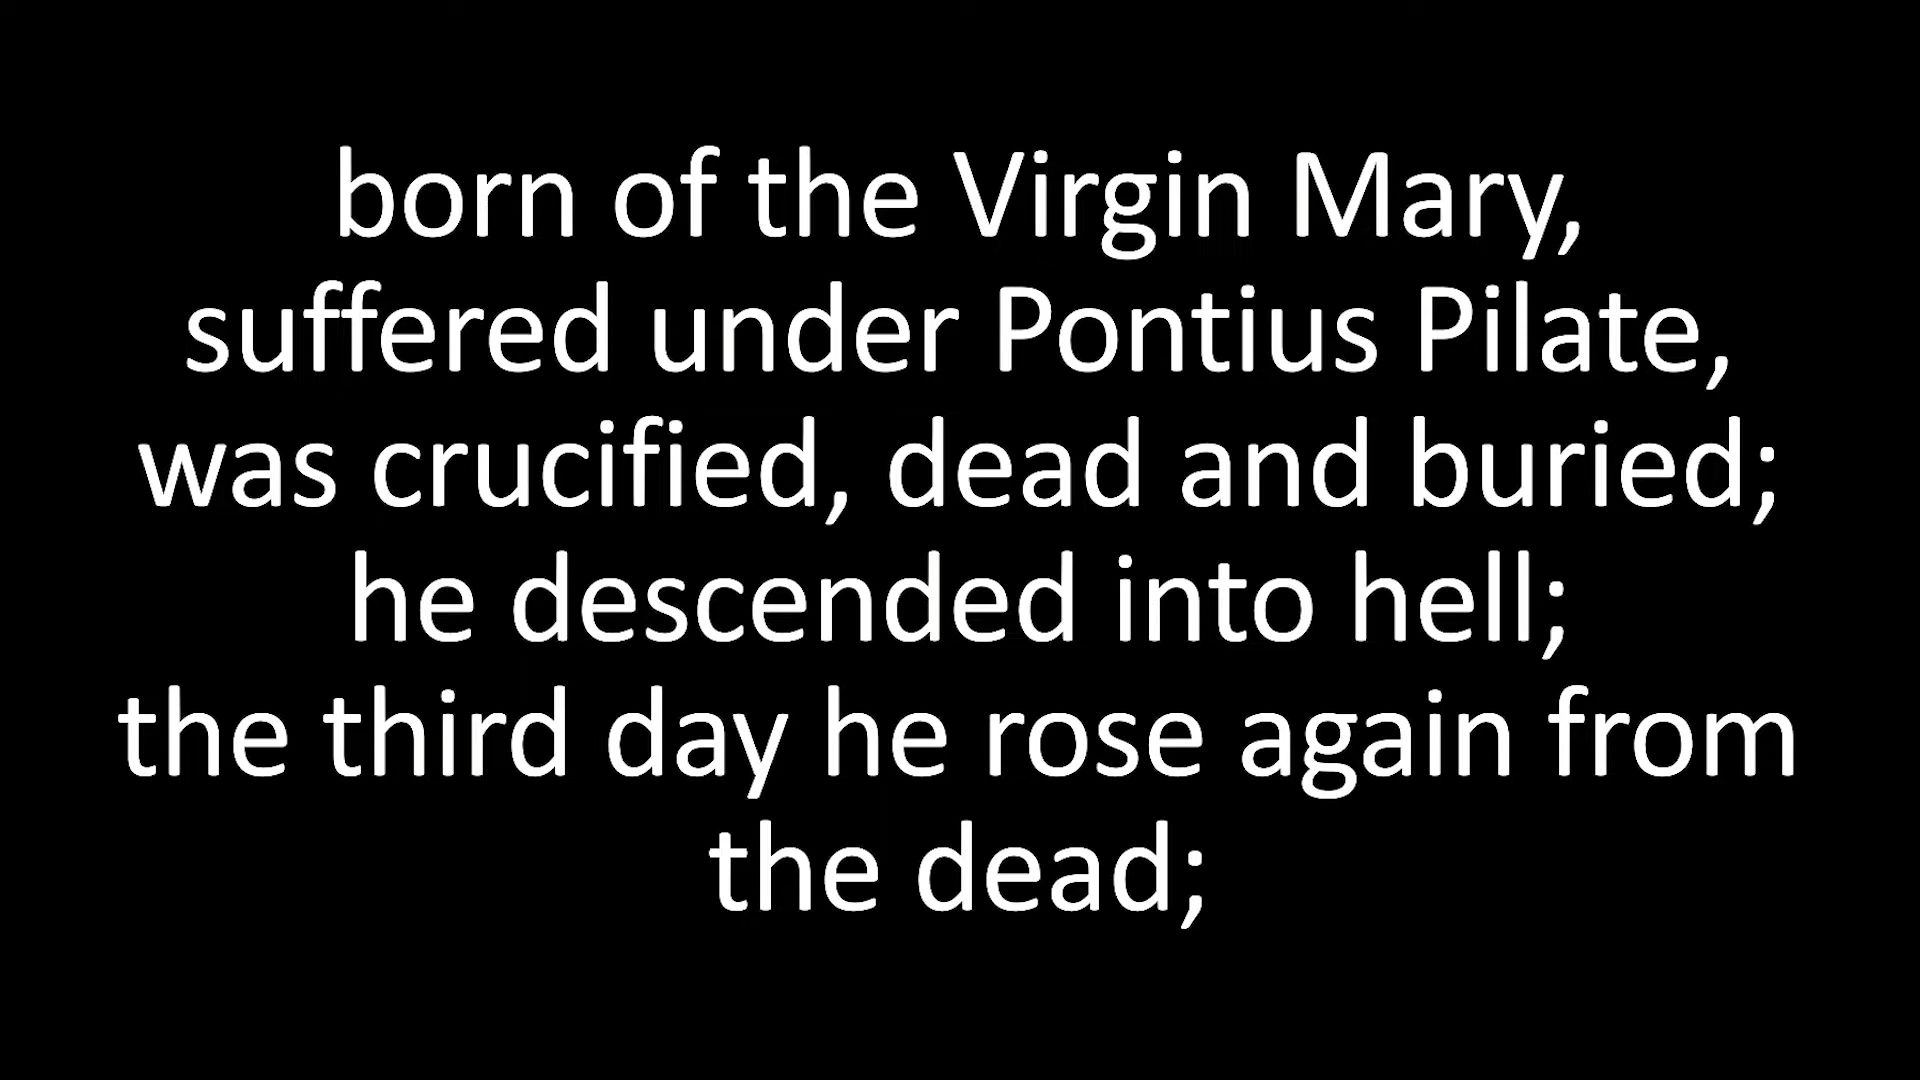 born of the Virgin Mary,
suffered under Pontius Pilate,
was crucified, dead and buried;
he descended into hell;
the third day he rose again from
the dead;